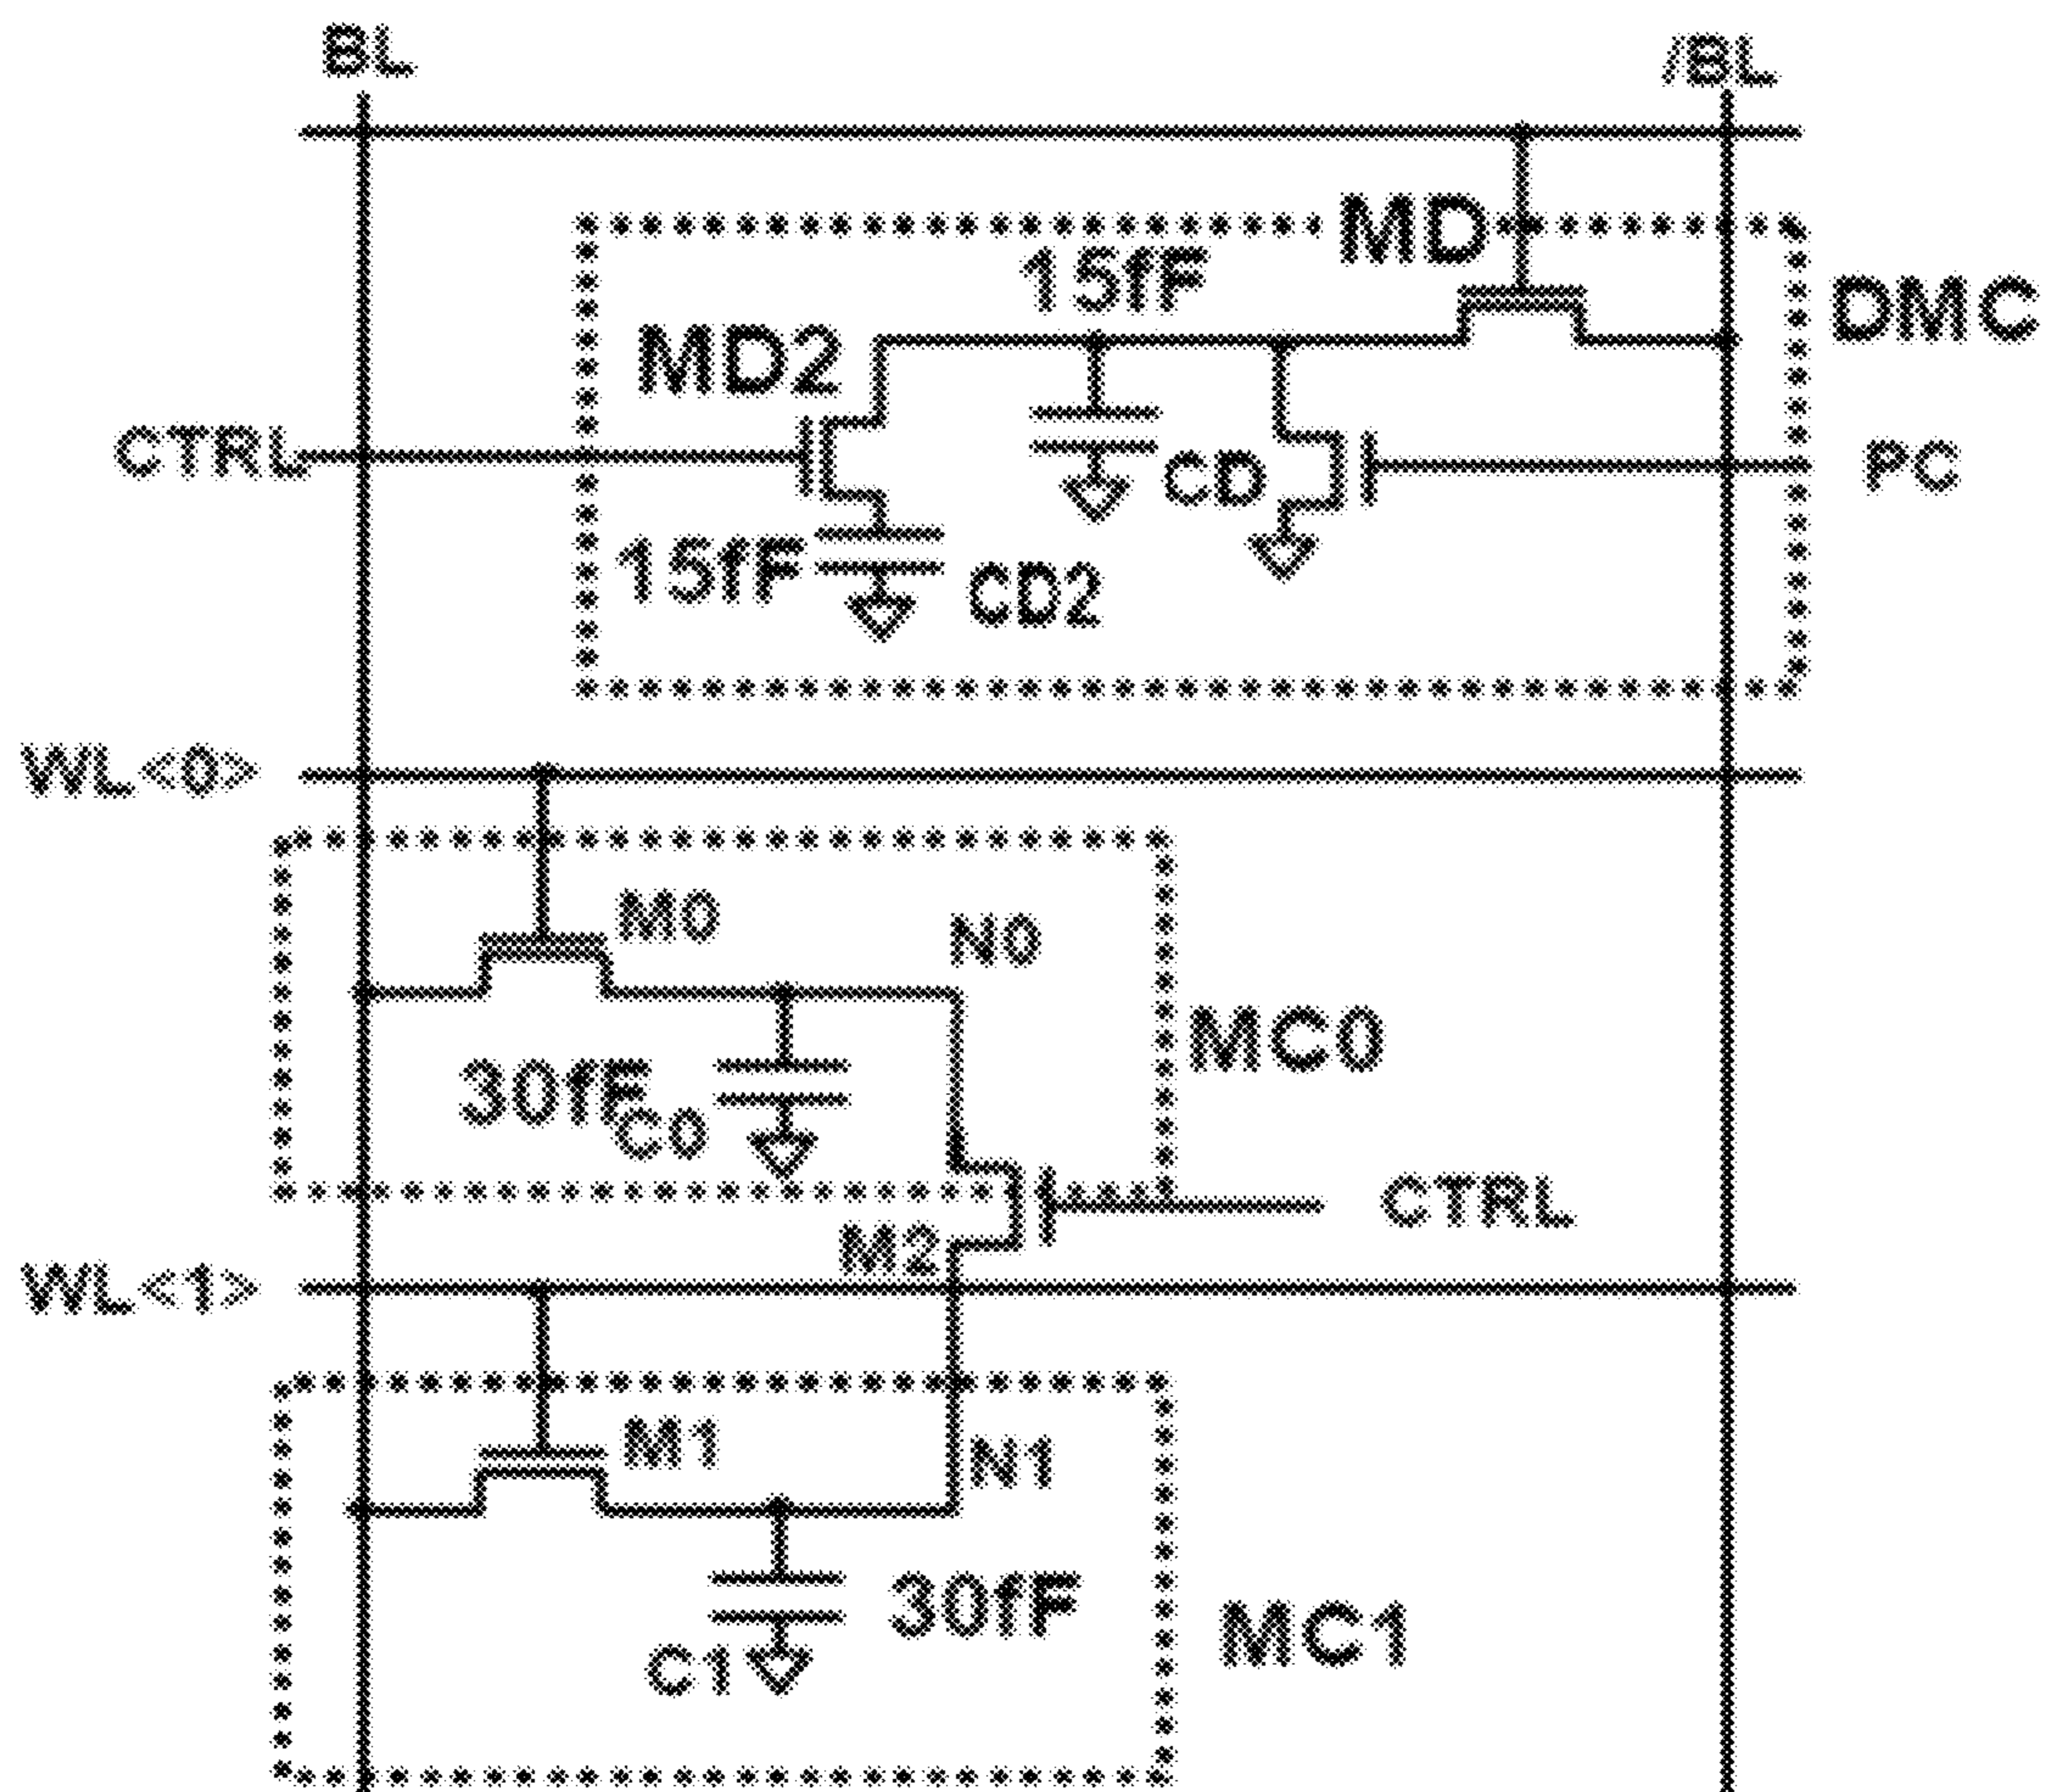 BL /BL
MD
15fF
DMC
MD2
CTRL
CD
PC
15fF
CD2
WL<0>
M0
N0
MC0
30fF
C0
CTRL
M2
WL<1>
M1
N1
30fF
MC1
C1